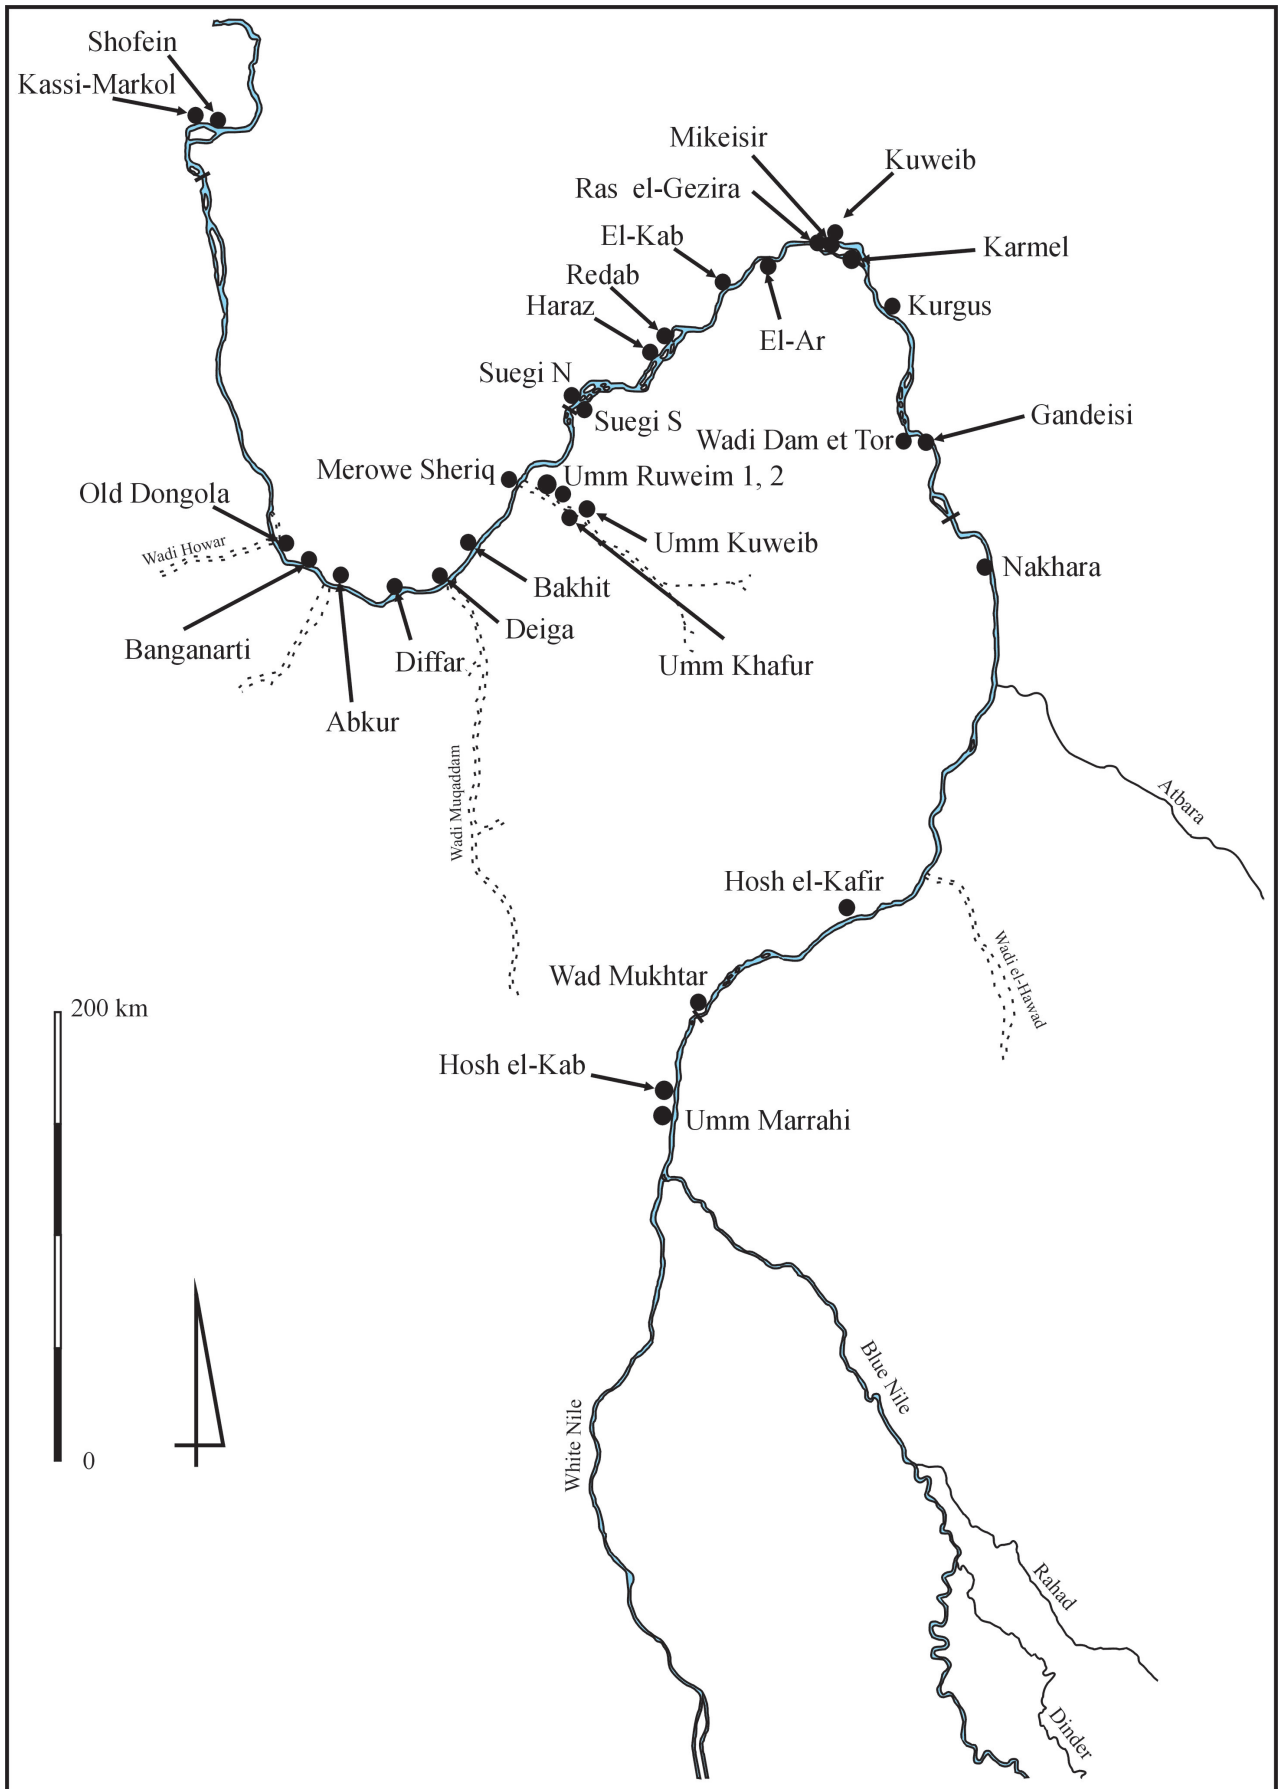 Shofein
Kassi-Markol
Mikeisir
Kuweib
Ras el-Gezira
El-Kab
Karmel
Redab
Haraz
Kurgus
El-Ar
Suegi N
Suegi S
Gandeisi
Wadi Dam et Tor
Merowe Sheriq
Umm Ruweim 1, 2
Old Dongola
Wadi Howar
Umm Kuweib
Nakhara
Bakhit
Deiga
Banganarti
Diffar
Umm Khafur
Abkur
Wadi Muqaddam
Atbara
Hosh el-Kafir
Wadi el-Hawad
Wad Mukhtar
200 km
Hosh el-Kab
Umm Marrahi
Blue Nile
White Nile
0
Rahad
Dinder